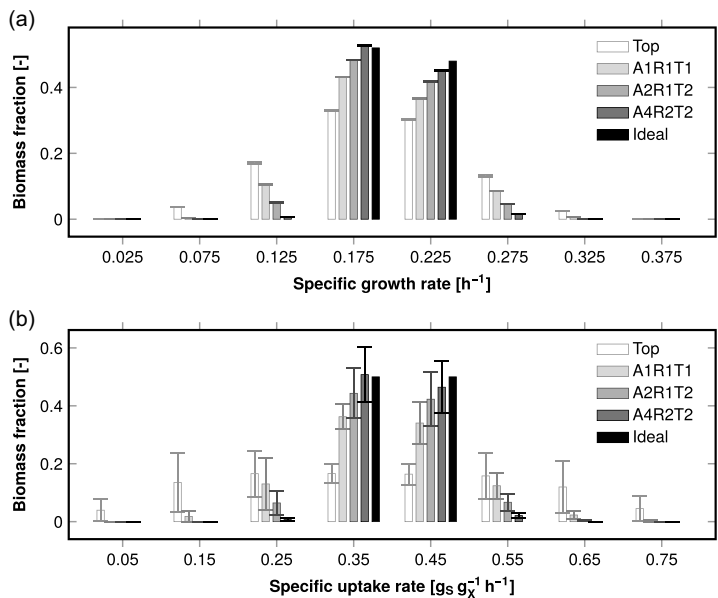 (a)
Biomass fraction [-]
0.4
0.2
0
Top
A1R1T1
A2R1T2
A4R2T2
Ideal
0.025 0.075 0.125 0.175 0.225 0.275 0.325 0.375
Specific growth rate [h⁻¹]
(b)
Biomass fraction [-]
0.6
0.4
0.2
0
Top
A1R1T1
A2R1T2
A4R2T2
Ideal
0.05 0.15 0.25 0.35 0.45 0.55 0.65 0.75
Specific uptake rate [g_S g_X⁻¹ h⁻¹]